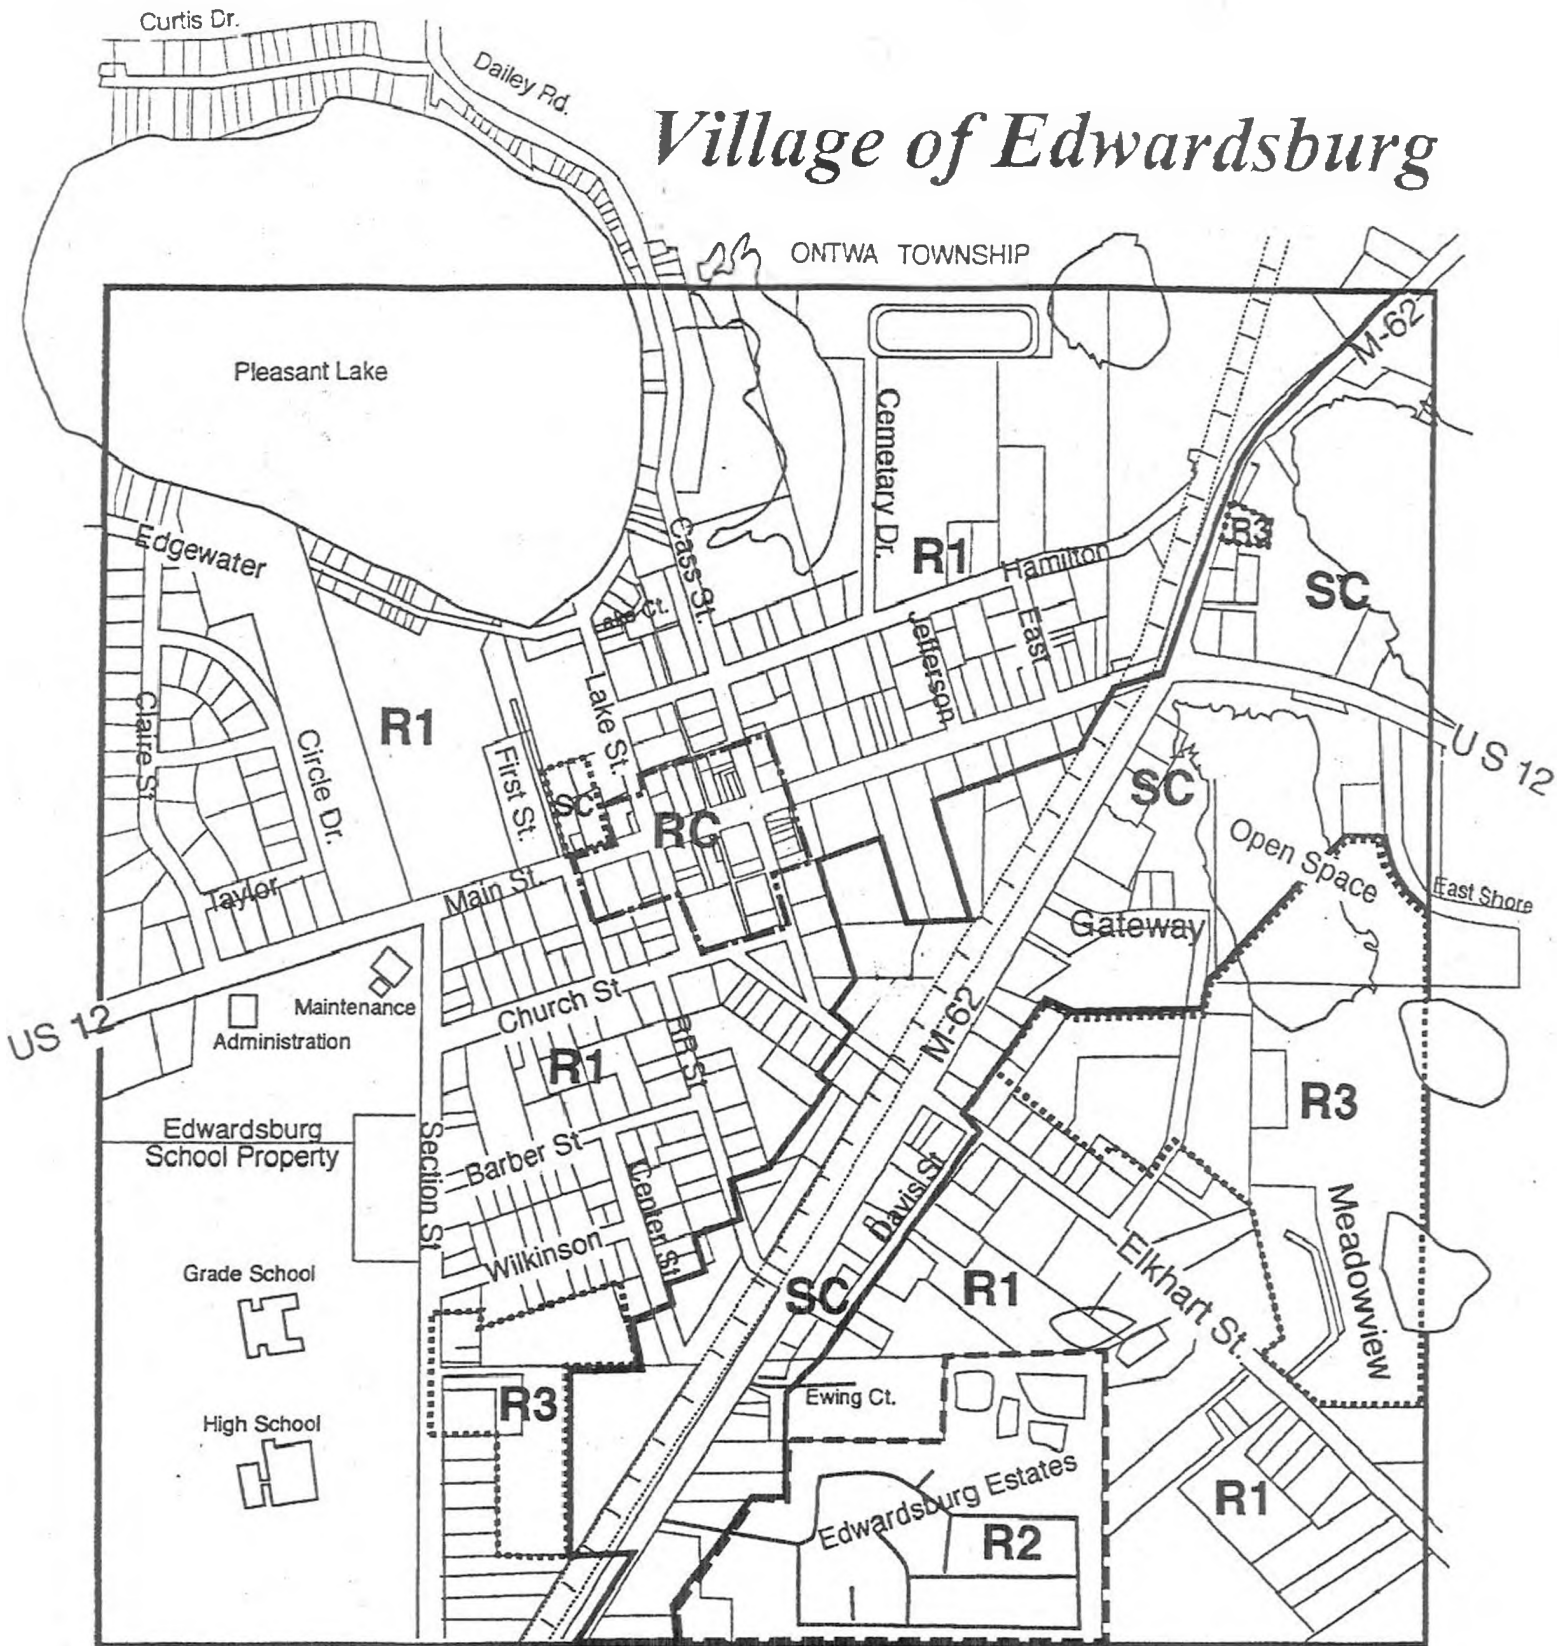 Curtis Dr.
Dailey Rd.
Village of Edwardsburg
ONTWA TOWNSHIP
M-62
Pleasant Lake
Cemetary Dr.
Edgewater
Cass St.
R1
Hamilton
R3
SC
Lake Ct.
Jefferson
East
Claire St
R1
Lake St.
Circle Dr.
First St.
SC
RC
SC
US 12
Open Space
Taylor
Main St.
East Shore
Gateway
US 12
Maintenance
Administration
Church St
M-62
R1
RR St
R3
Edwardsburg
School Property
Section St
Barber St
Center St
Davis St
Meadowview
Wilkinson
Elkhart St.
Grade School
SC
R1
R3
Ewing Ct.
High School
Edwardsburg Estates
R2
R1